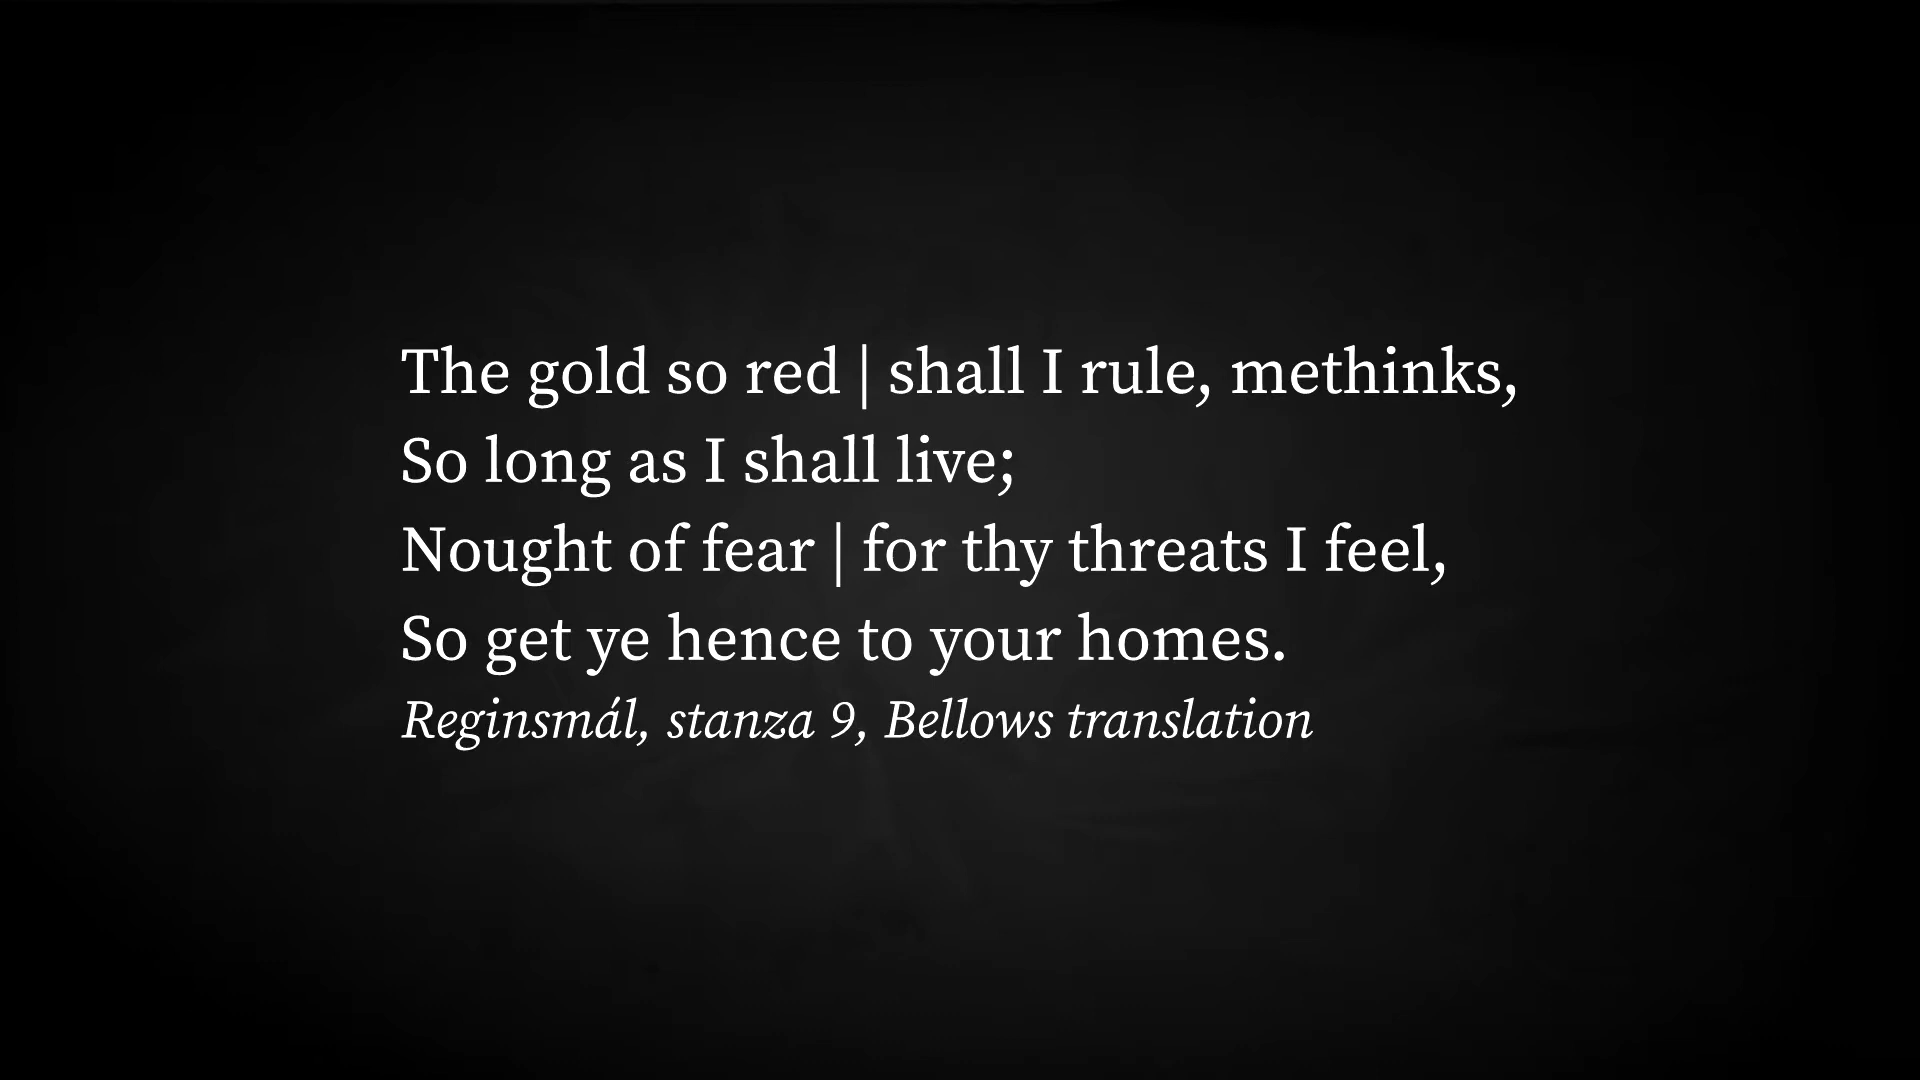 The gold so red | shall I rule, methinks,
So long as I shall live;
Nought of fear | for thy threats I feel,
So get ye hence to your homes.
Reginsmál, stanza 9, Bellows translation